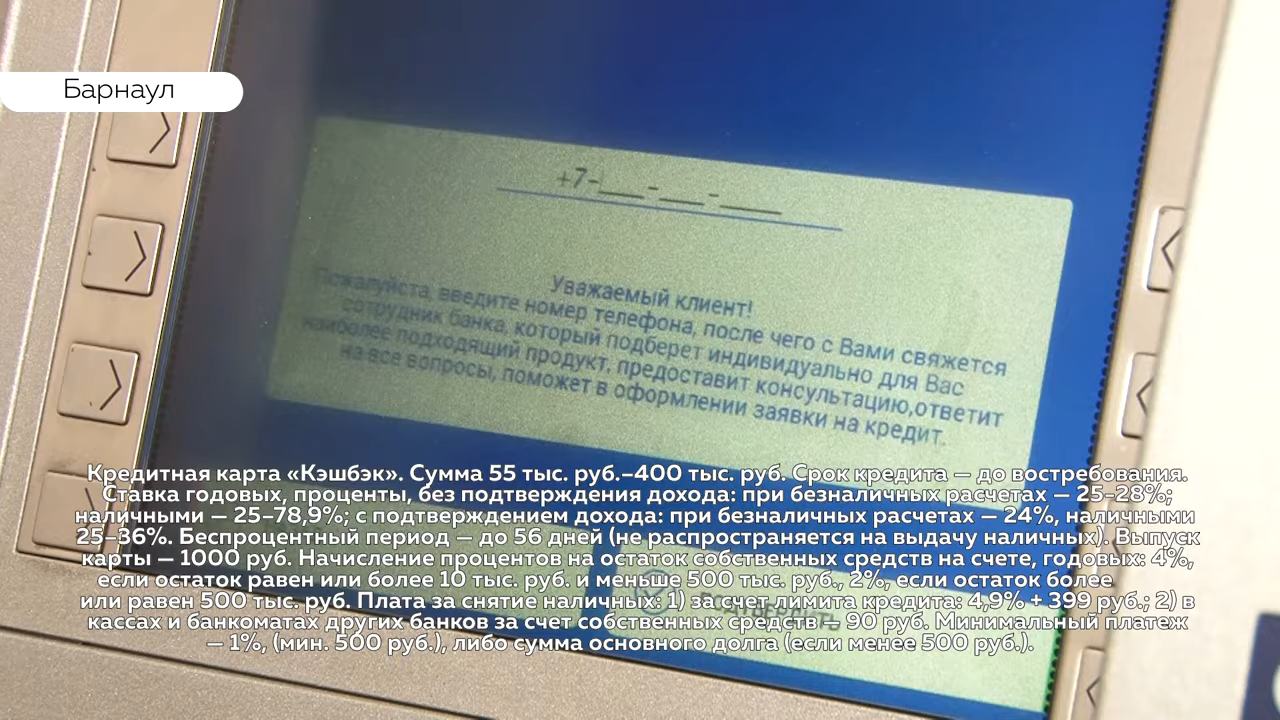 Барнаул
+7-___-__-___
Уважаемый клиент!
Пожалуйста, введите номер телефона, после чего с Вами свяжется
сотрудник банка, который подберет индивидуально для Вас
наиболее подходящий продукт, предоставит консультацию,ответит
на все вопросы, поможет в оформлении заявки на кредит.
Кредитная карта «Кэшбэк». Сумма 55 тыс. руб.–400 тыс. руб. Срок кредита — до востребования.
Ставка годовых, проценты, без подтверждения дохода: при безналичных расчетах — 25–28%;
наличными — 25–78,9%; с подтверждением дохода: при безналичных расчетах — 24%, наличными
25–36%. Беспроцентный период — до 56 дней (не распространяется на выдачу наличных). Выпуск
карты — 1000 руб. Начисление процентов на остаток собственных средств на счете, годовых: 4%,
если остаток равен или более 10 тыс. руб. и меньше 500 тыс. руб., 2%, если остаток более
или равен 500 тыс. руб. Плата за снятие наличных: 1) за счет лимита кредита: 4,9% + 399 руб.; 2) в
кассах и банкоматах других банков за счет собственных средств — 90 руб. Минимальный платеж
— 1%, (мин. 500 руб.), либо сумма основного долга (если менее 500 руб.).